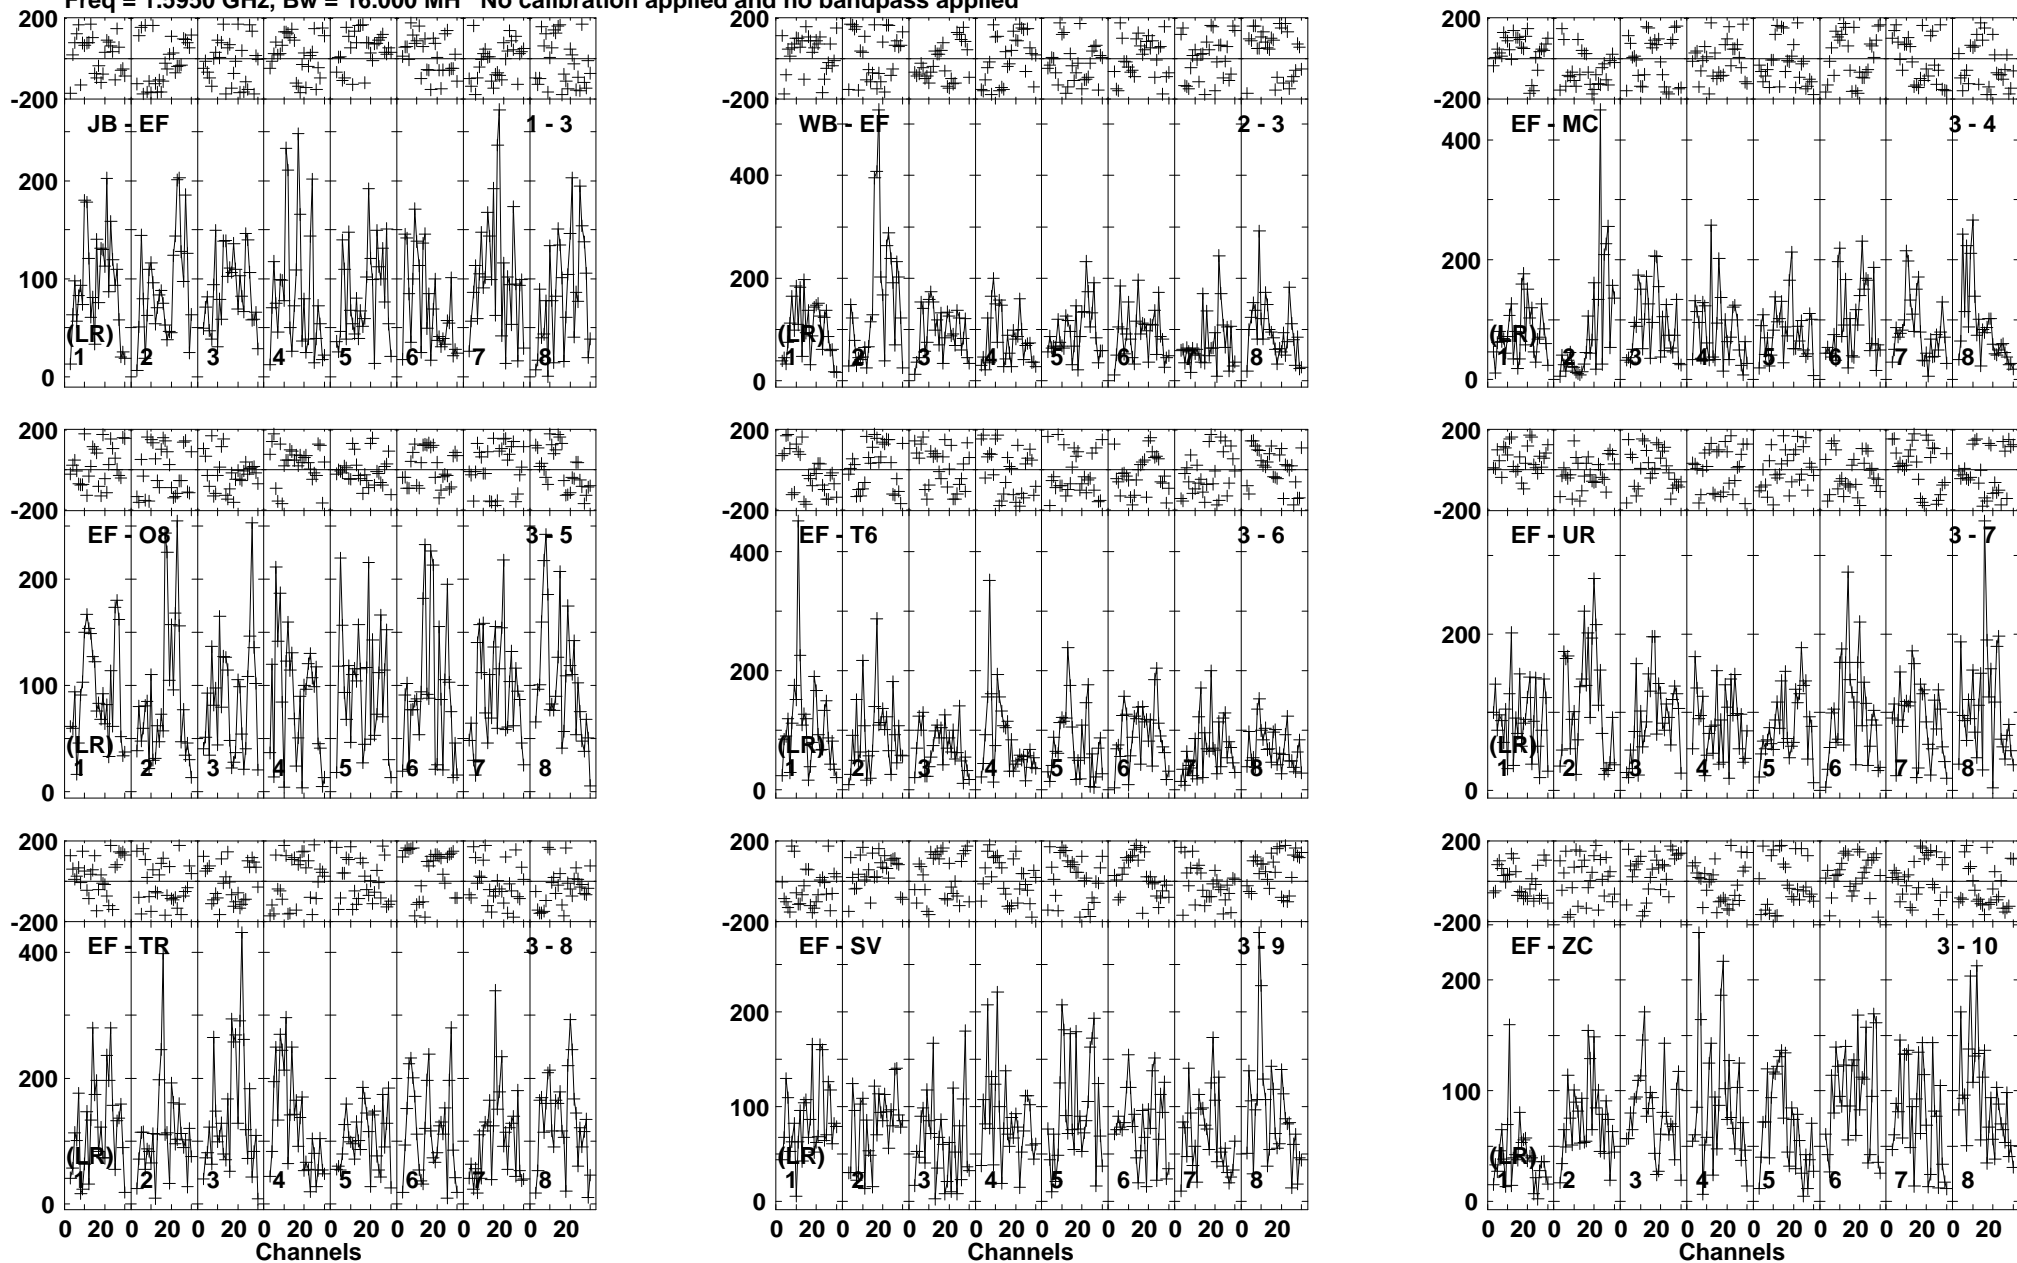 Freq = 1.5950 GHz, Bw = 16.000 MH No calibration applied and no bandpass applied
200 200 200
-200 -200 -200
JB - EF 1 - 3 WB - EF 2 - 3 EF - MC 3 - 4
400 400
200 200 200
100
(LR) (LR) (LR)
1 2 3 4 5 6 7 8 1 2 3 4 5 6 7 8 1 2 3 4 5 6 7 8
0 0 0
200 200 200
-200 -200 -200
EF - O8 3 - 5 EF - T6 3 - 6 EF - UR 3 - 7
400
200 200 200
100
(LR) (LR) (LR)
1 2 3 4 5 6 7 8 1 2 3 4 5 6 7 8 1 2 3 4 5 6 7 8
0 0 0
200 200 200
-200 -200 -200
EF - TR 3 - 8 EF - SV 3 - 9 EF - ZC 3 - 10
400
200 200 200
100 100
(LR) (LR) (LR)
1 2 3 4 5 6 7 8 1 2 3 4 5 6 7 8 1 2 3 4 5 6 7 8
0 0 0
0 20 0 20 0 20 0 20 0 20 0 20 0 20 0 20 0 20 0 20 0 20 0 20 0 20 0 20 0 20 0 20 0 20 0 20 0 20 0 20 0 20 0 20 0 20 0 20
Channels Channels